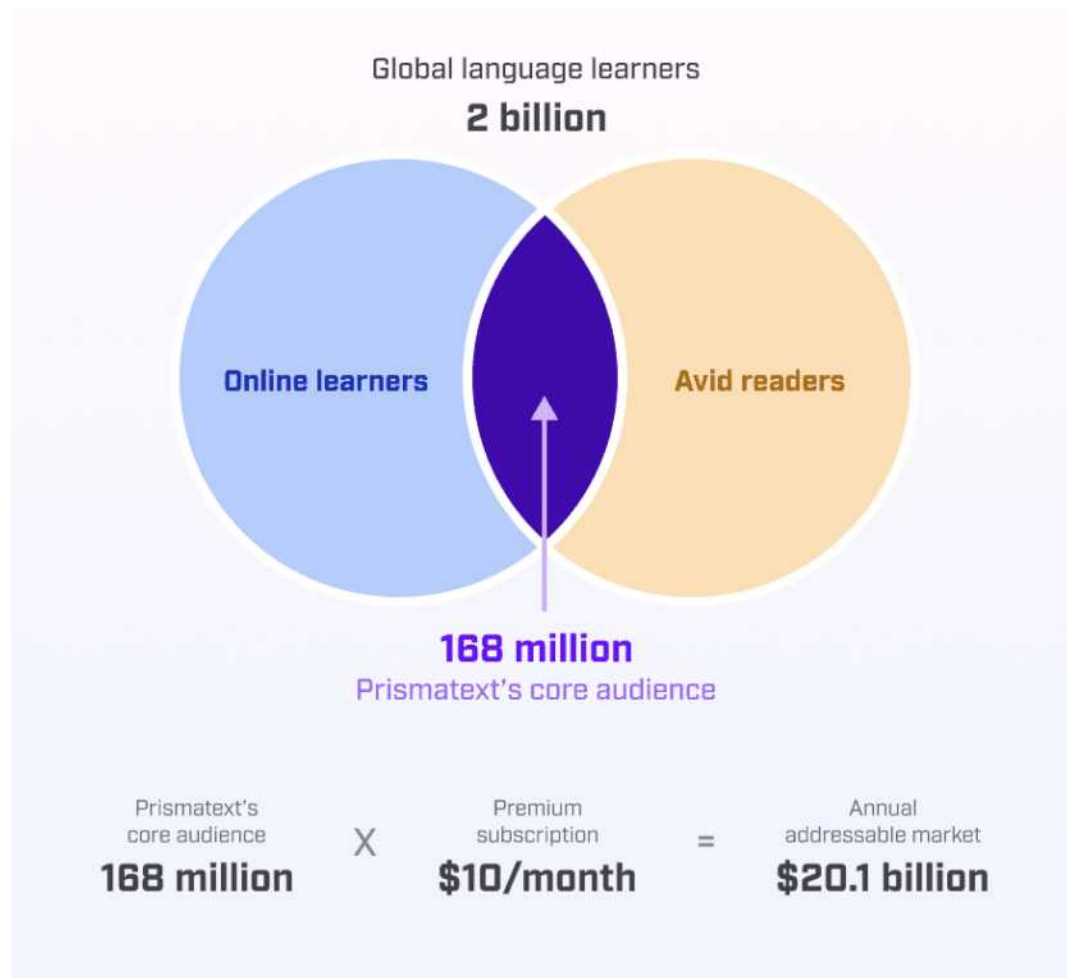 Global language learners
2 billion
Online learners
Avid readers
168 million
Prismatext's core audience
Prismatext's
core audience
168 million
X
Premium
subscription
$10/month
=
Annual
addressable market
$20.1 billion